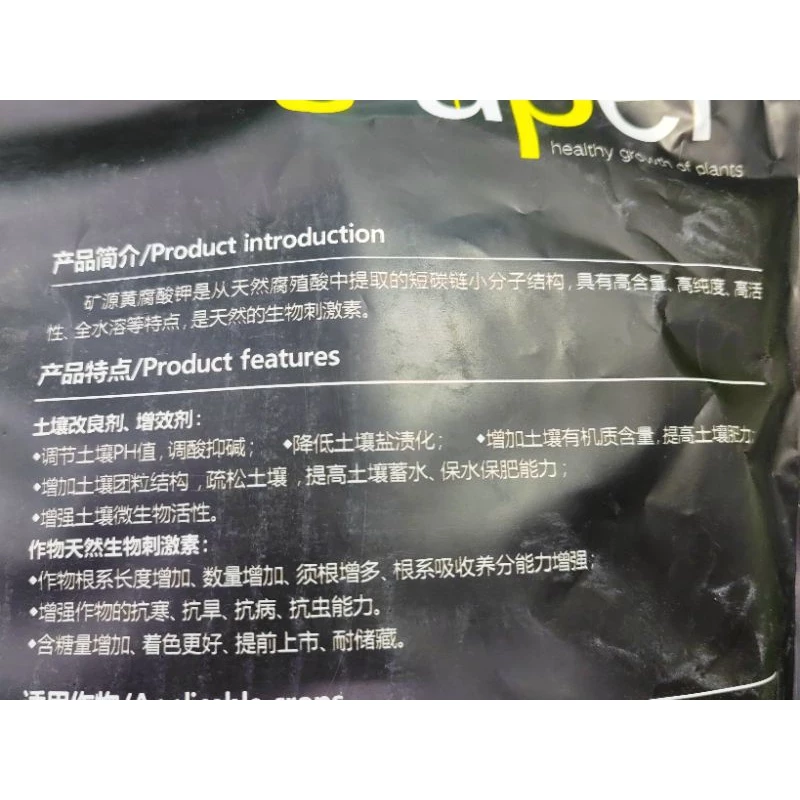 healthy growth of plants
产品简介/Product introduction
矿源黄腐酸钾是从天然腐殖酸中提取的短碳链小分子结构，具有高含量、高纯度、高活
性、全水溶等特点，是天然的生物刺激素。
产品特点/Product features
土壤改良剂、增效剂：
•调节土壤PH值，调酸抑碱； •降低土壤盐渍化； •增加土壤有机质含量，提高土壤肥力
•增加土壤团粒结构，疏松土壤，提高土壤蓄水、保水保肥能力；
•增强土壤微生物活性。
作物天然生物刺激素：
•作物根系长度增加、数量增加、须根增多、根系吸收养分能力增强；
•增强作物的抗寒、抗旱、抗病、抗虫能力。
•含糖量增加、着色更好、提前上市、耐储藏。
适用作物/Applicable crops